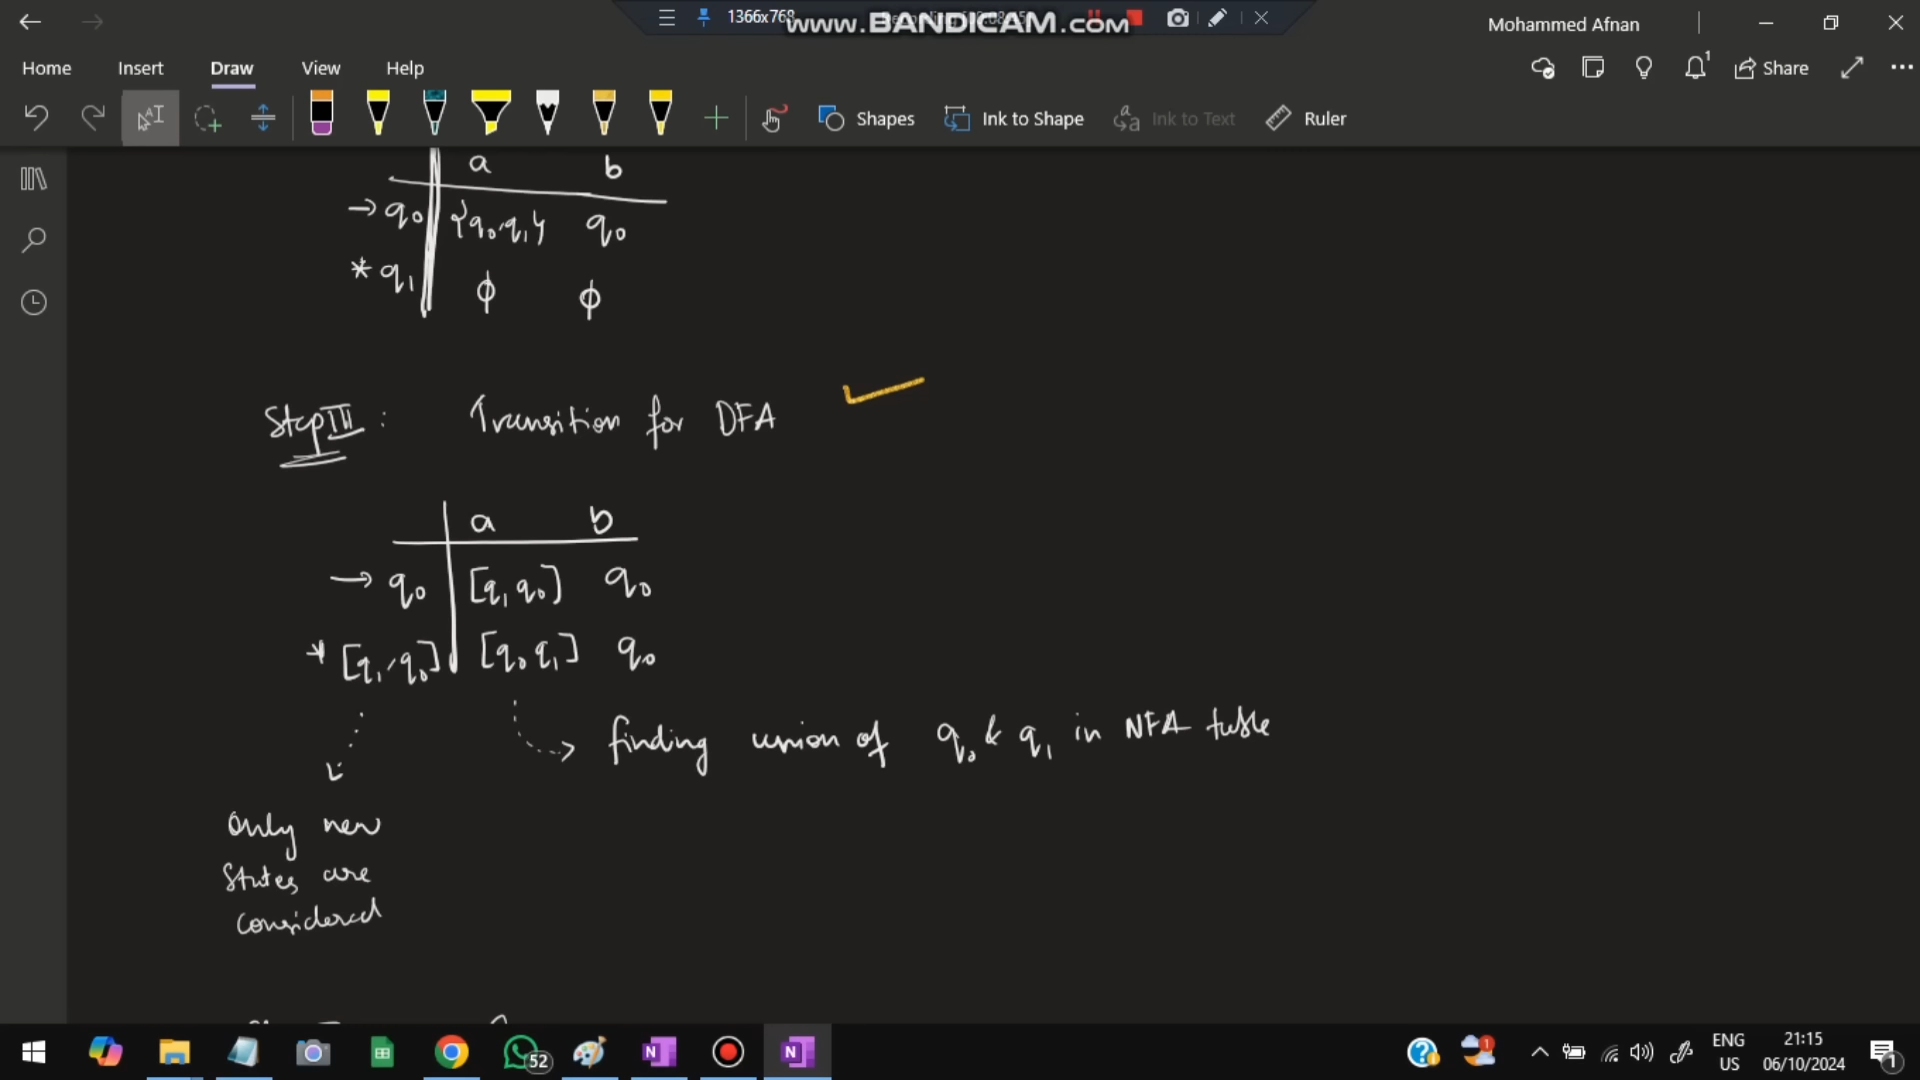 1366x768
www.BANDICAM.com
Mohammed Afnan
Home Insert Draw View Help
Share
Shapes Ink to Shape Ink to Text Ruler
a b
→ q₀ {q₀,q₁} q₀
* q₁ ϕ ϕ
Step III : Transition for DFA
a b
→ q₀ [q₁ q₀] q₀
* [q₁, q₀] [q₀ q₁] q₀
finding union of q₀ & q₁ in NFA table
Only new
States are
Considered
52
ENG
US
21:15
06/10/2024